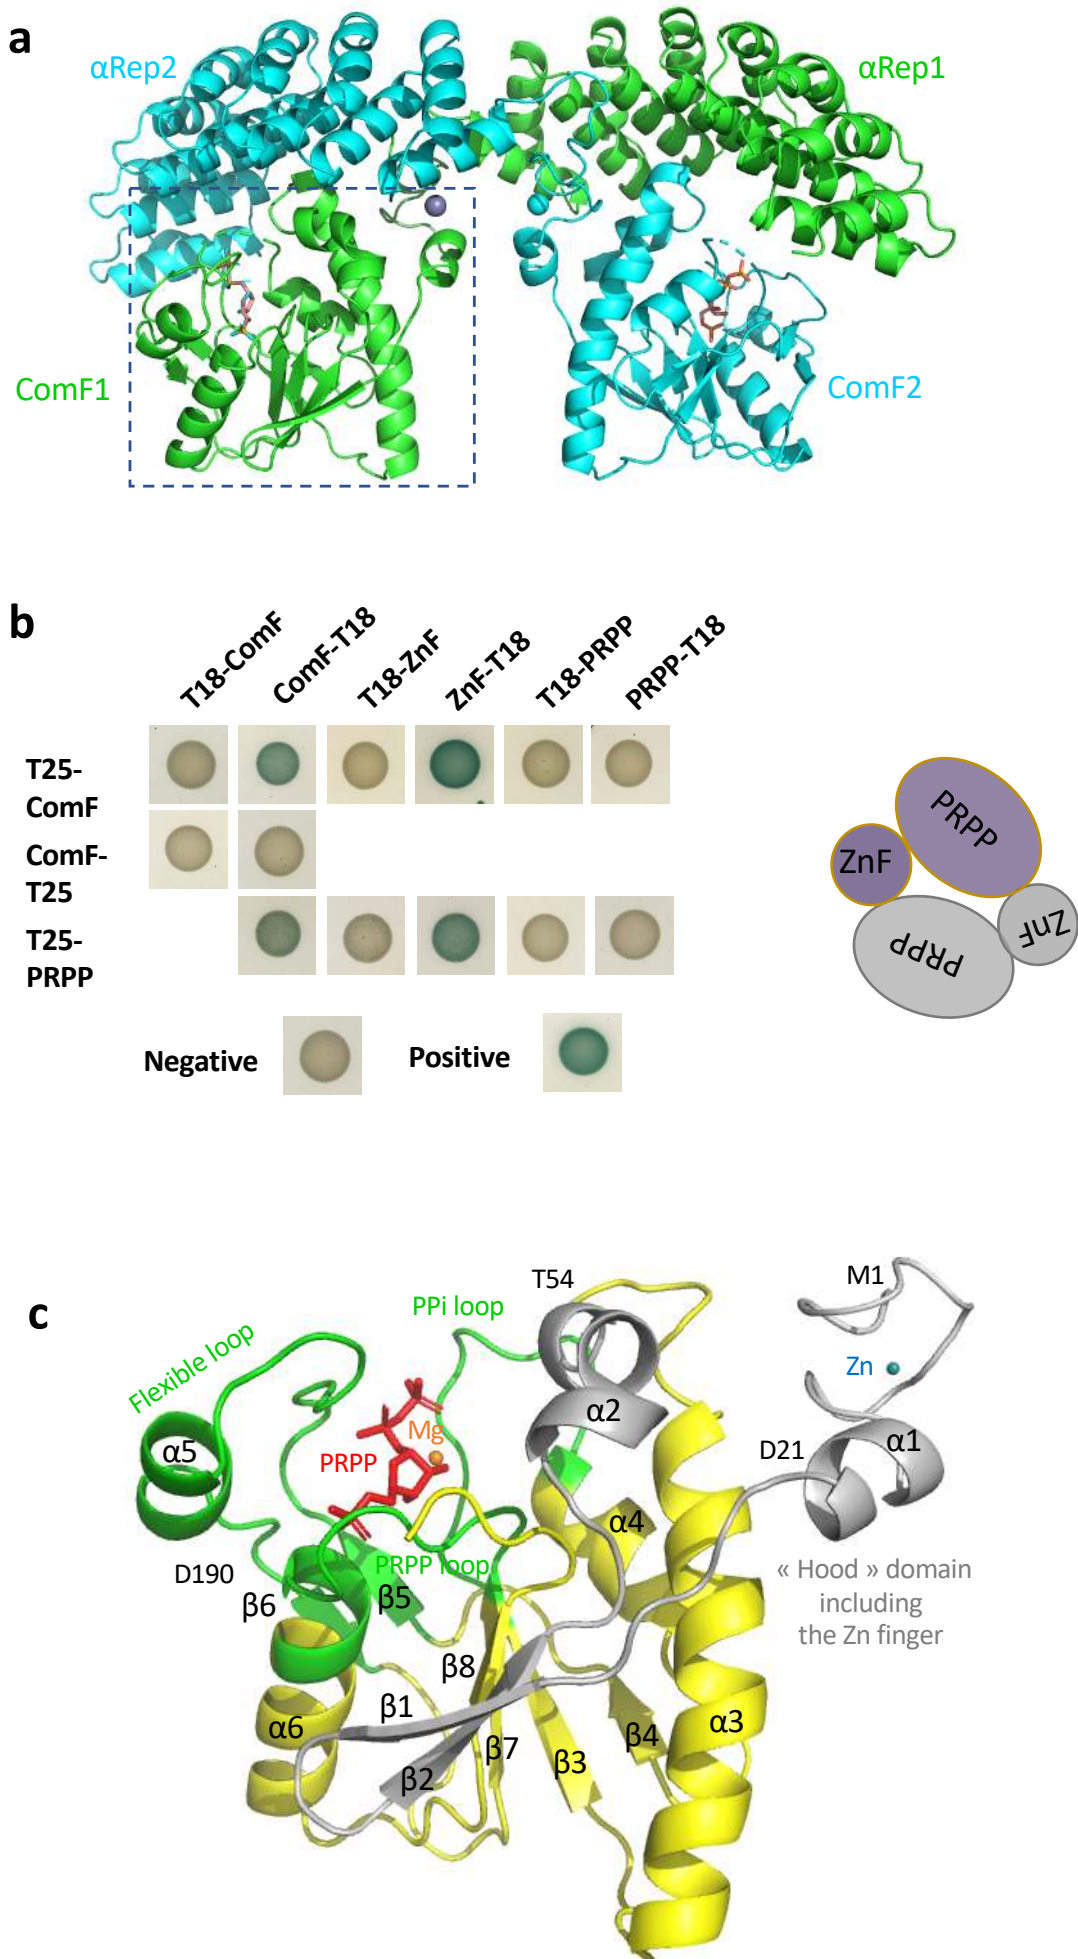 a
αRep2
αRep1
ComF1
ComF2
b
T18-ComF
ComF-T18
T18-ZnF
ZnF-T18
T18-PRPP
PRPP-T18
T25-
ComF
ComF-
T25
T25-
PRPP
Negative
Positive
PRPP
ZnF
ZnF
PRPP
c
T54
M1
PPi loop
Flexible loop
Zn
α5
α2
Mg
PRPP
D21
α1
α4
D190
PRPP loop
β5
β6
« Hood » domain
including
the Zn finger
β8
β1
α6
β7
β4
α3
β2
β3